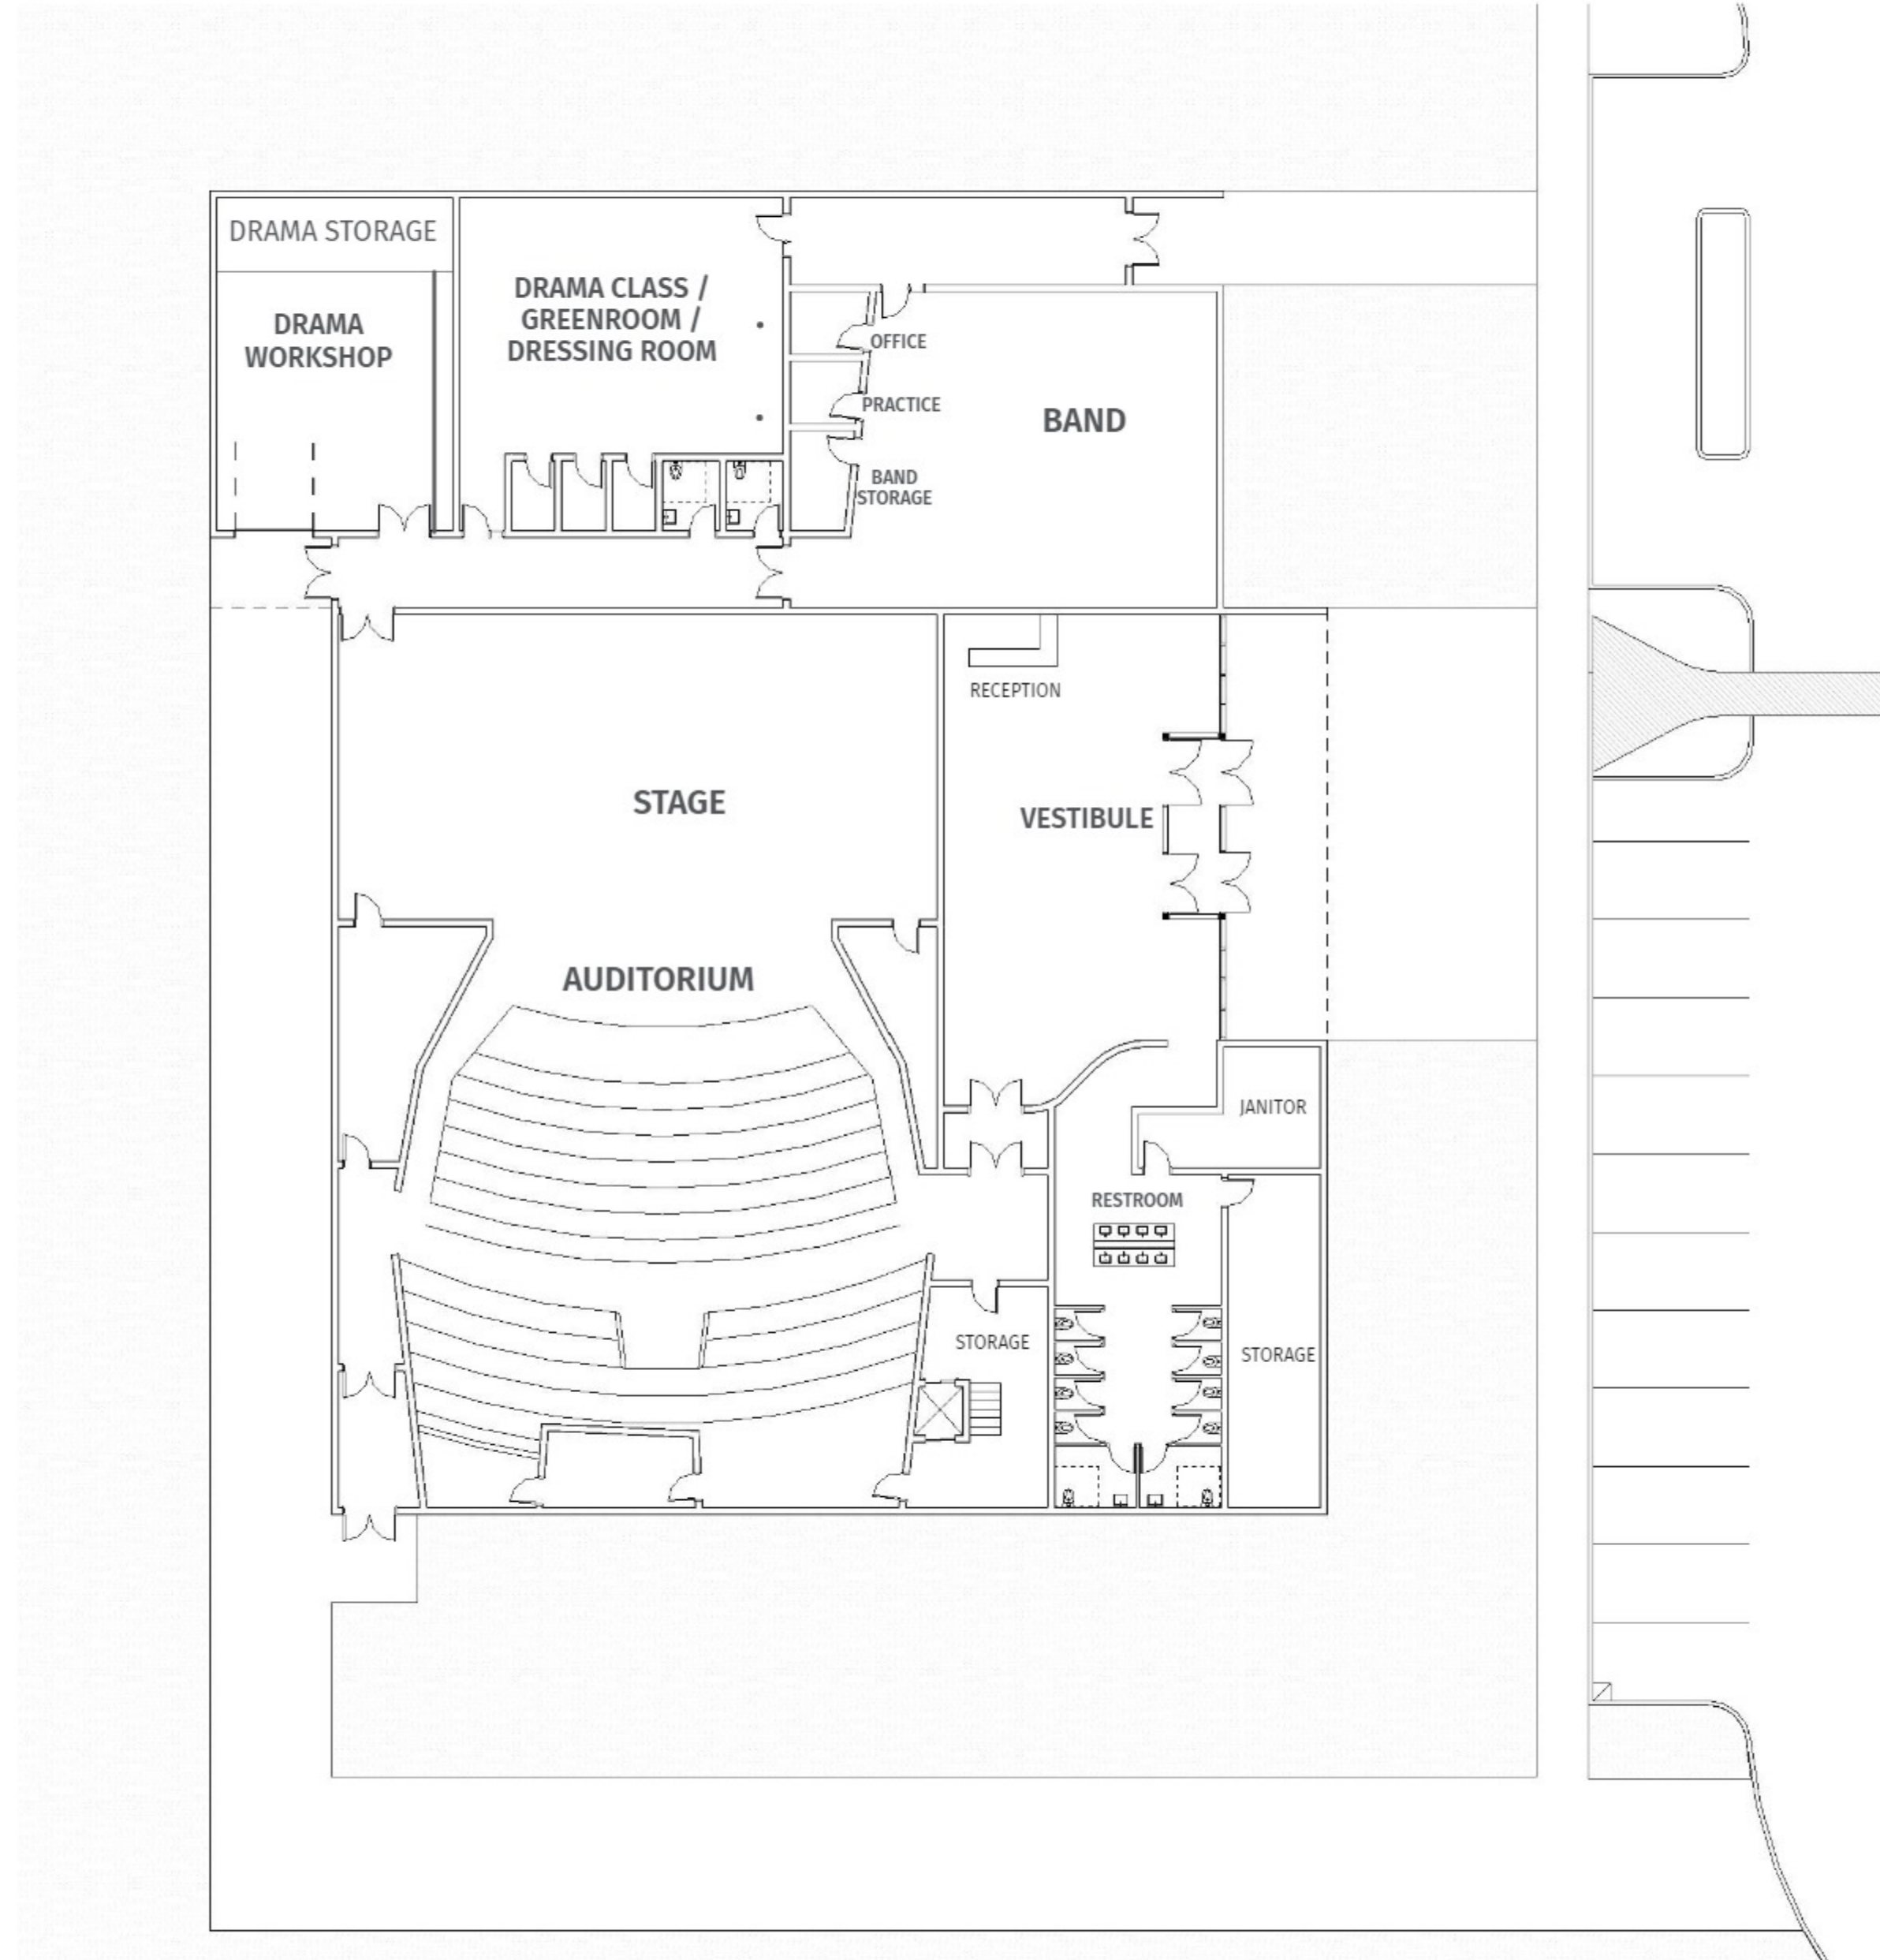 DRAMA STORAGE
DRAMA
WORKSHOP
DRAMA CLASS /
GREENROOM /
DRESSING ROOM
OFFICE
PRACTICE
BAND
BAND
STORAGE
RECEPTION
STAGE
VESTIBULE
AUDITORIUM
JANITOR
RESTROOM
STORAGE
STORAGE